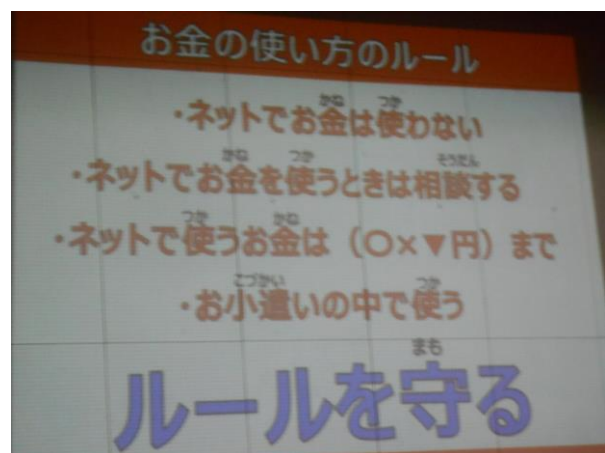 お金の使い方のルール
・ネットでお金は使わない
・ネットでお金を使うときは相談する
・ネットで使うお金は（○×▼円）まで
・お小遣いの中で使う
ルールを守る